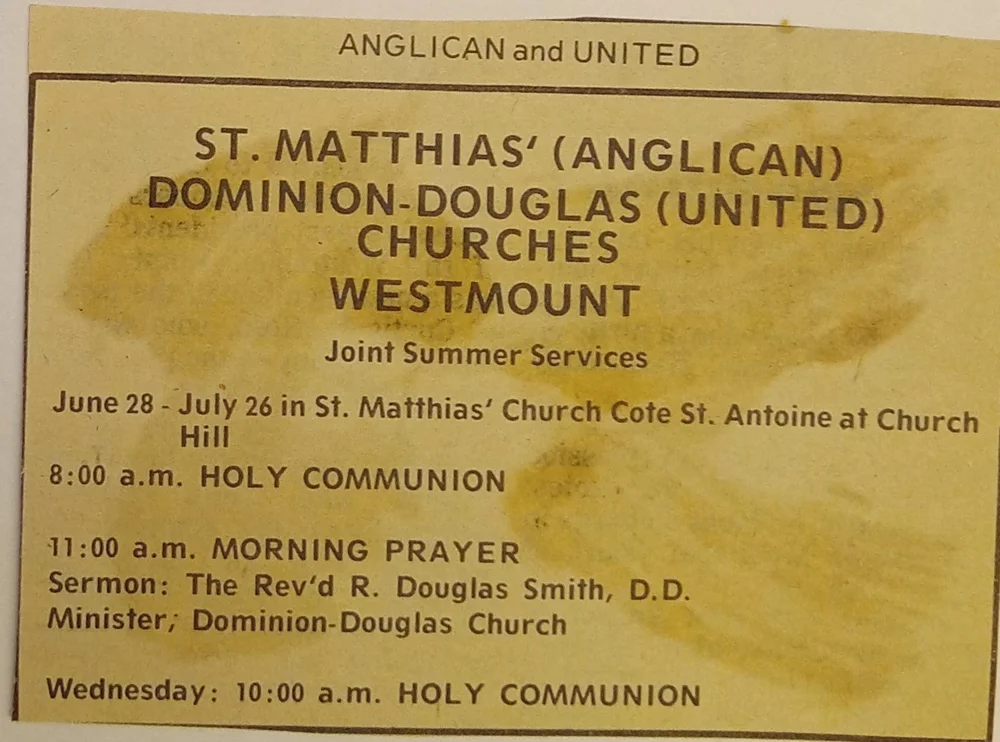 ANGLICAN and UNITED
ST. MATTHIAS' (ANGLICAN)
DOMINION-DOUGLAS (UNITED)
CHURCHES
WESTMOUNT
Joint Summer Services
June 28 - July 26 in St. Matthias' Church Cote St. Antoine at Church
Hill
8:00 a.m. HOLY COMMUNION
11:00 a.m. MORNING PRAYER
Sermon: The Rev'd R. Douglas Smith, D.D.
Minister; Dominion-Douglas Church
Wednesday: 10:00 a.m. HOLY COMMUNION